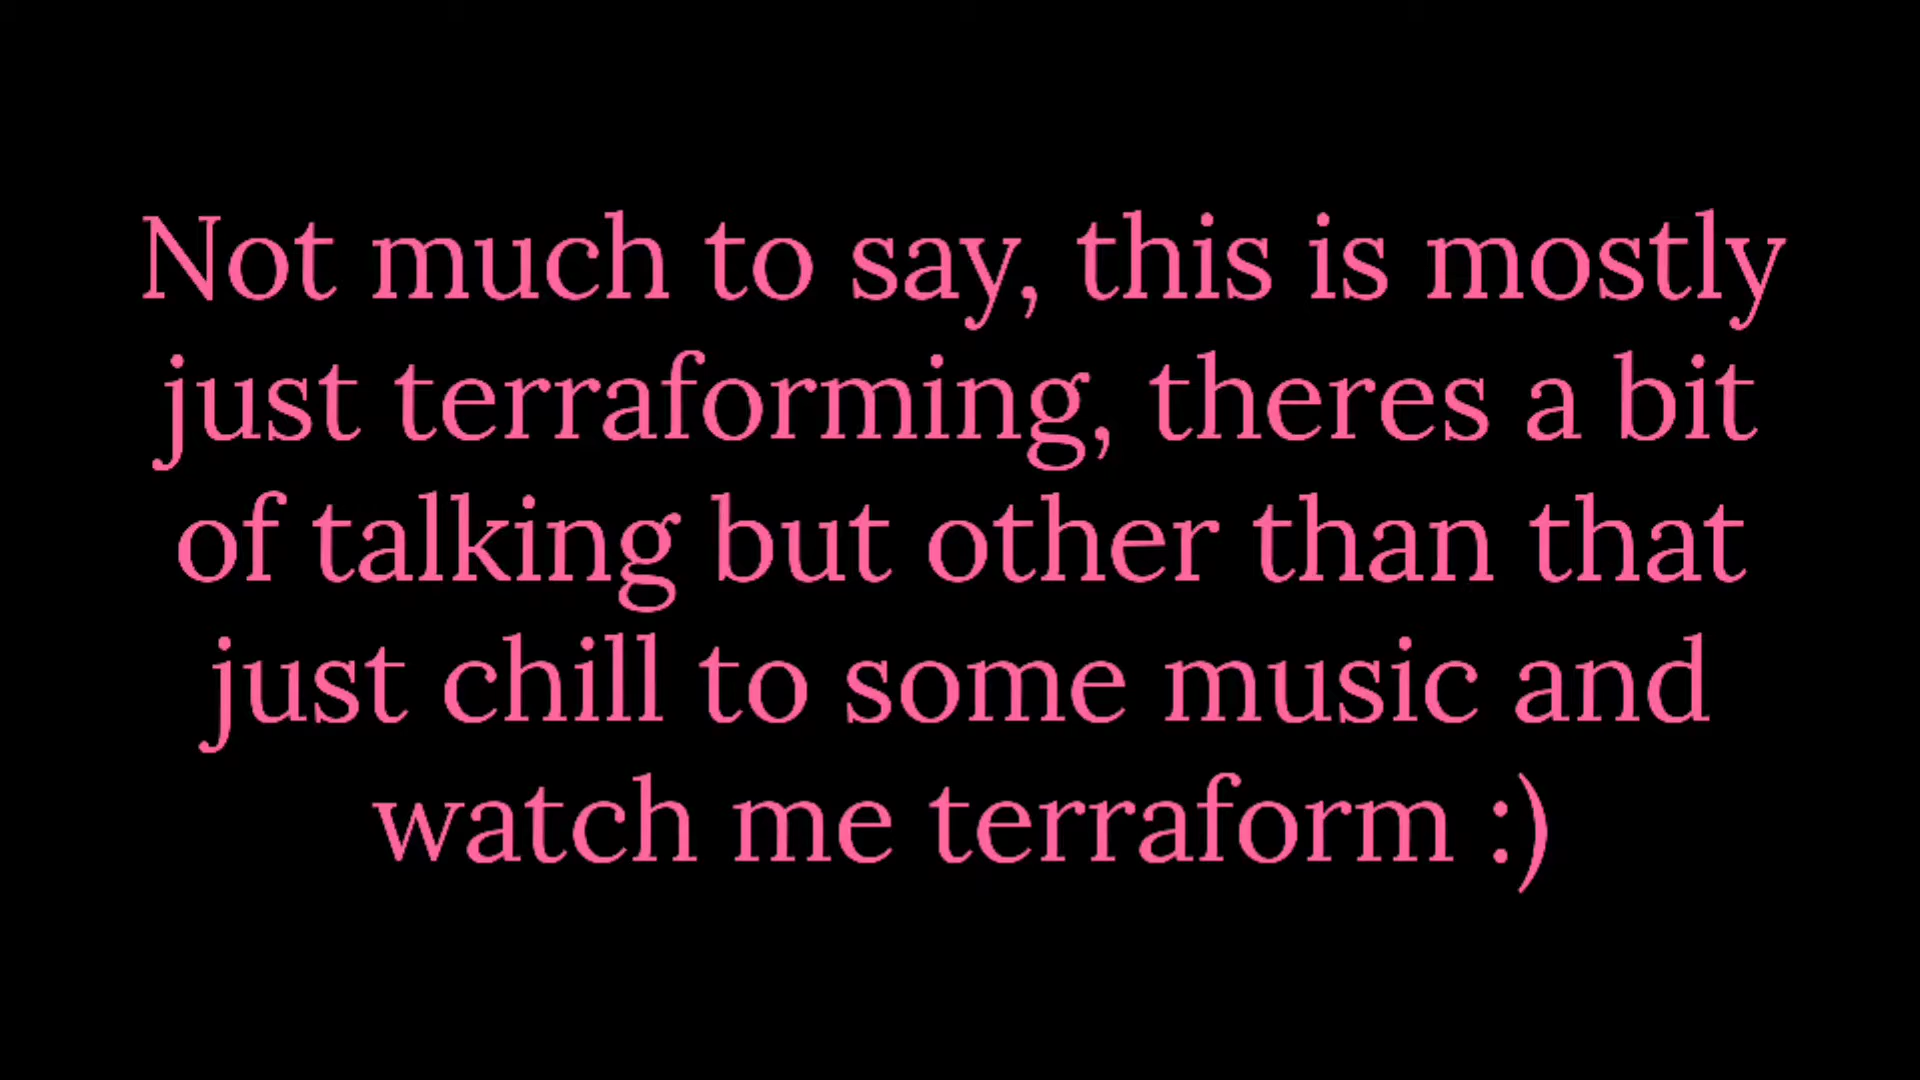 Not much to say, this is mostly
just terraforming, theres a bit
of talking but other than that
just chill to some music and
watch me terraform :)